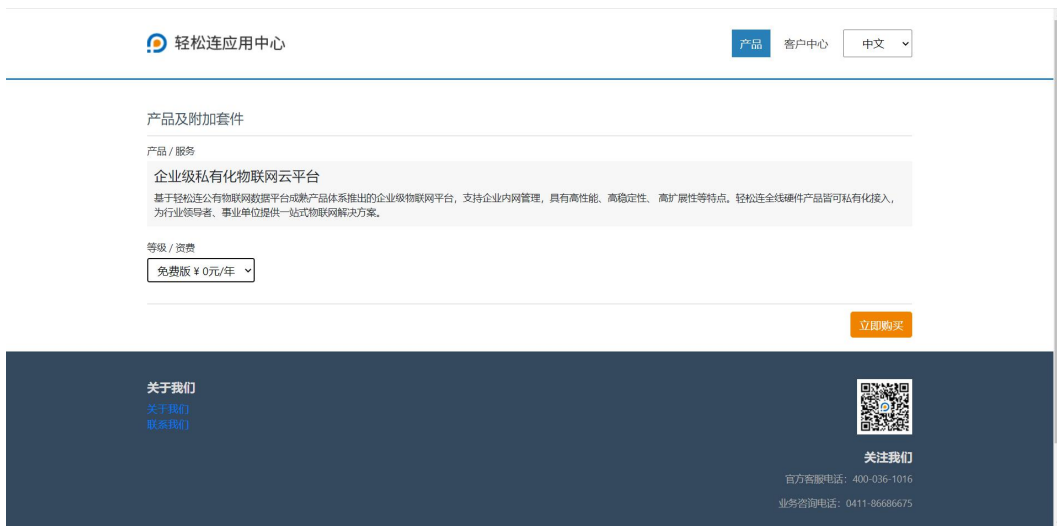 轻松连应用中心
产品
客户中心
中文
产品及附加套件
产品 / 服务
企业级私有化物联网云平台
基于轻松连公有物联网数据平台成熟产品体系推出的企业级物联网平台，支持企业内网管理，具有高性能、高稳定性、 高扩展性等特点。轻松连全线硬件产品皆可私有化接入，
为行业领导者、事业单位提供一站式物联网解决方案。
等级 / 资费
免费版 ¥ 0元/年
立即购买
关于我们
关于我们
联系我们
关注我们
官方客服电话：400-036-1016
业务咨询电话：0411-86686675